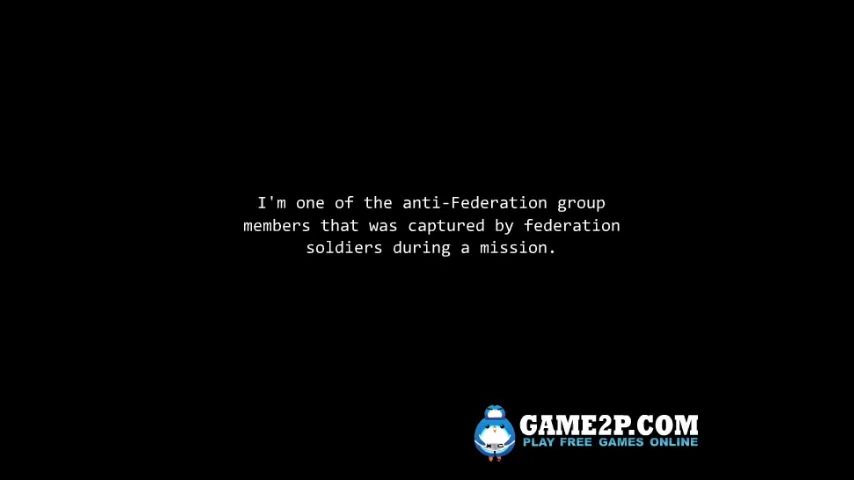 I'm one of the anti-Federation group
members that was captured by federation
soldiers during a mission.
GAME2P.COM
PLAY FREE GAMES ONLINE